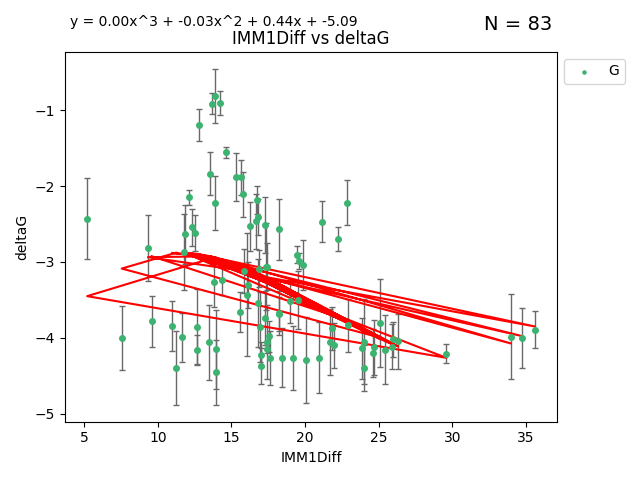 y = 0.00x^3 + -0.03x^2 + 0.44x + -5.09
N = 83
IMM1Diff vs deltaG
G
−1
−2
−3
−4
−5
deltaG
5 10 15 20 25 30 35
IMM1Diff